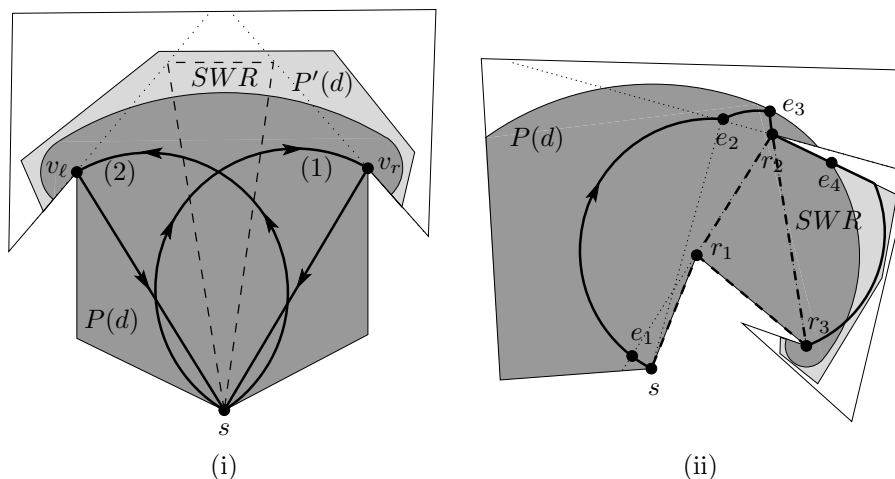 SWR
P′(d)
v_ℓ
(2)
(1)
v_r
P(d)
s
(i)
P(d)
e_3
e_2
r_2
e_4
SWR
r_1
e_1
r_3
s
(ii)